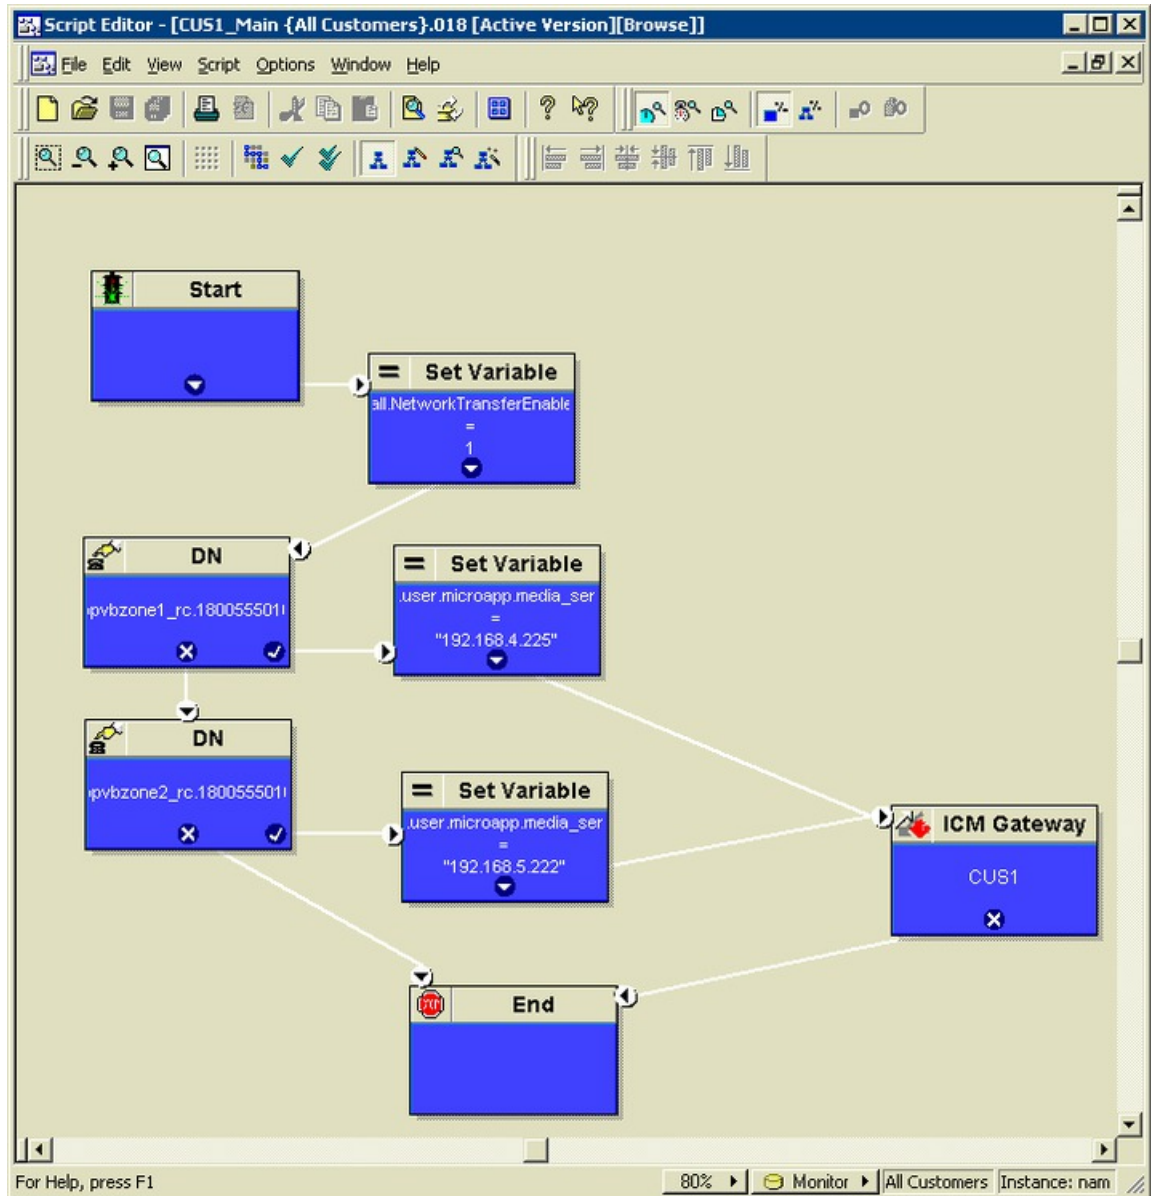 Script Editor - [CUS1_Main {All Customers}.018 [Active Version][Browse]]
File Edit View Script Options Window Help
Start
Set Variable
all.NetworkTransferEnable
=
1
DN
pvbzone1_rc.180055501
Set Variable
.user.microapp.media_ser
=
"192.168.4.225"
DN
pvbzone2_rc.180055501
Set Variable
.user.microapp.media_ser
=
"192.168.5.222"
ICM Gateway
CUS1
End
For Help, press F1 80% Monitor All Customers Instance: nam